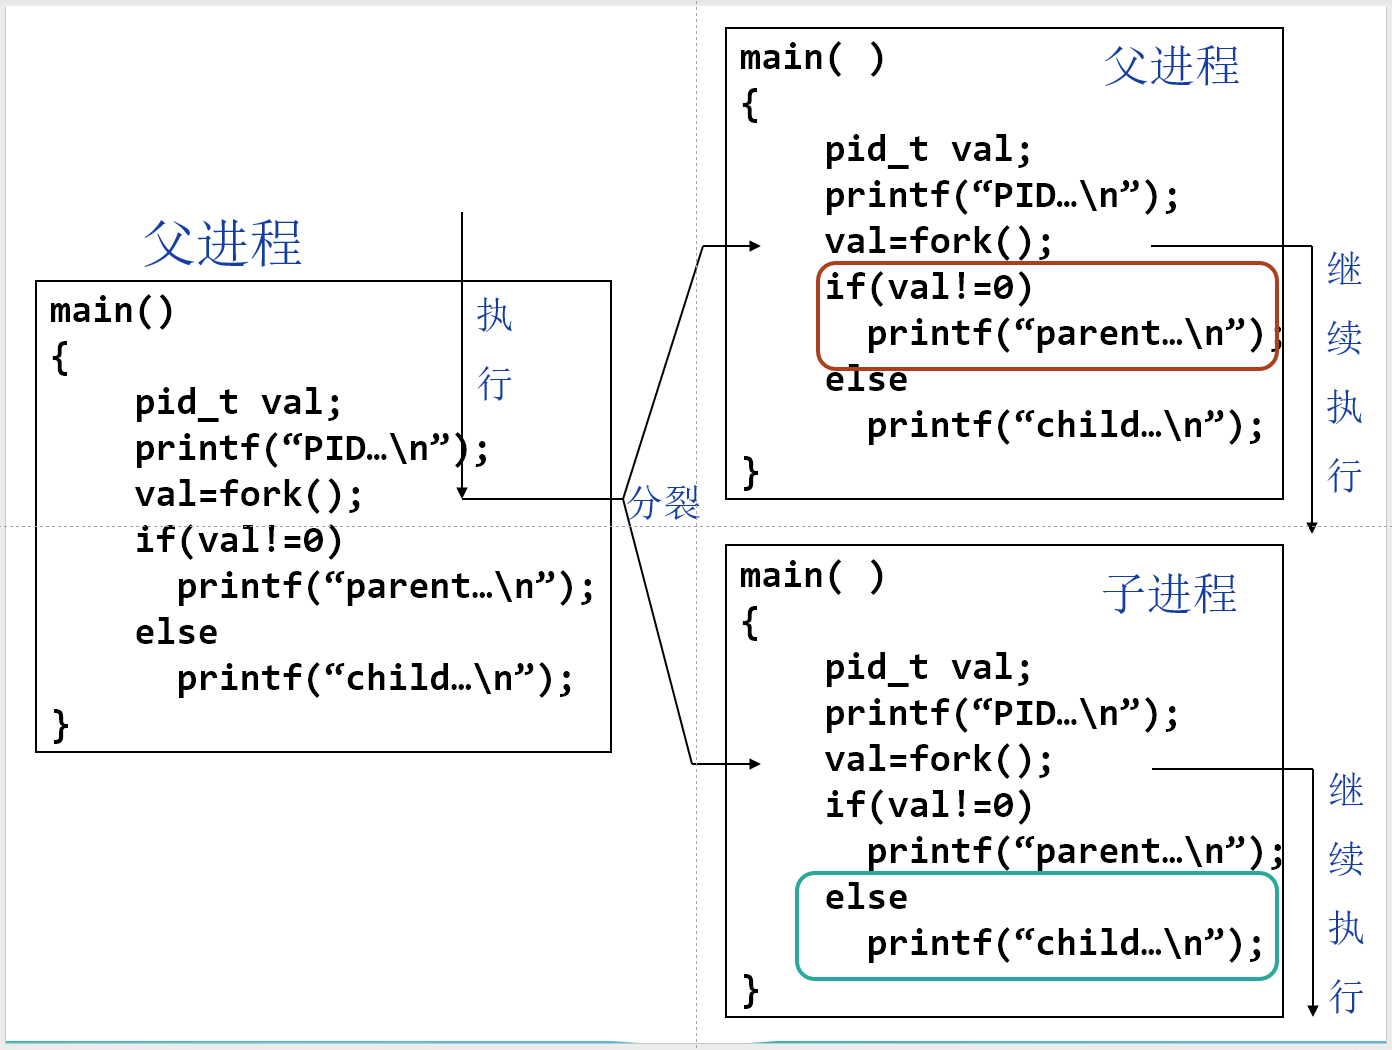 父进程
main()
{
pid_t val;
printf(“PID…\n”);
val=fork();
if(val!=0)
printf(“parent…\n”);
else
printf(“child…\n”);
}
执
行
分裂
main( )
父进程
{
pid_t val;
printf(“PID…\n”);
val=fork();
if(val!=0)
printf(“parent…\n”);
else
printf(“child…\n”);
}
继
续
执
行
main( )
子进程
{
pid_t val;
printf(“PID…\n”);
val=fork();
if(val!=0)
printf(“parent…\n”);
else
printf(“child…\n”);
}
继
续
执
行